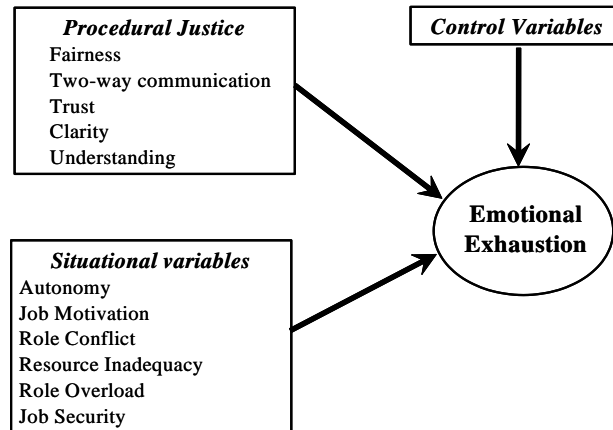 Procedural Justice
Fairness
Two-way communication
Trust
Clarity
Understanding
Control Variables
Emotional
Exhaustion
Situational variables
Autonomy
Job Motivation
Role Conflict
Resource Inadequacy
Role Overload
Job Security